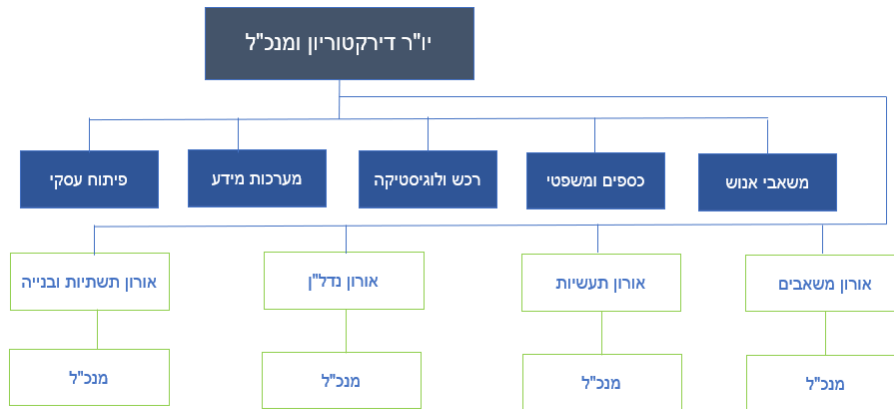 יו"ר דירקטוריון ומנכ"ל
משאבי אנוש
כספים ומשפטי
רכש ולוגיסטיקה
מערכות מידע
פיתוח עסקי
אורון משאבים
אורון תעשיות
אורון נדל"ן
אורון תשתיות ובנייה
מנכ"ל
מנכ"ל
מנכ"ל
מנכ"ל